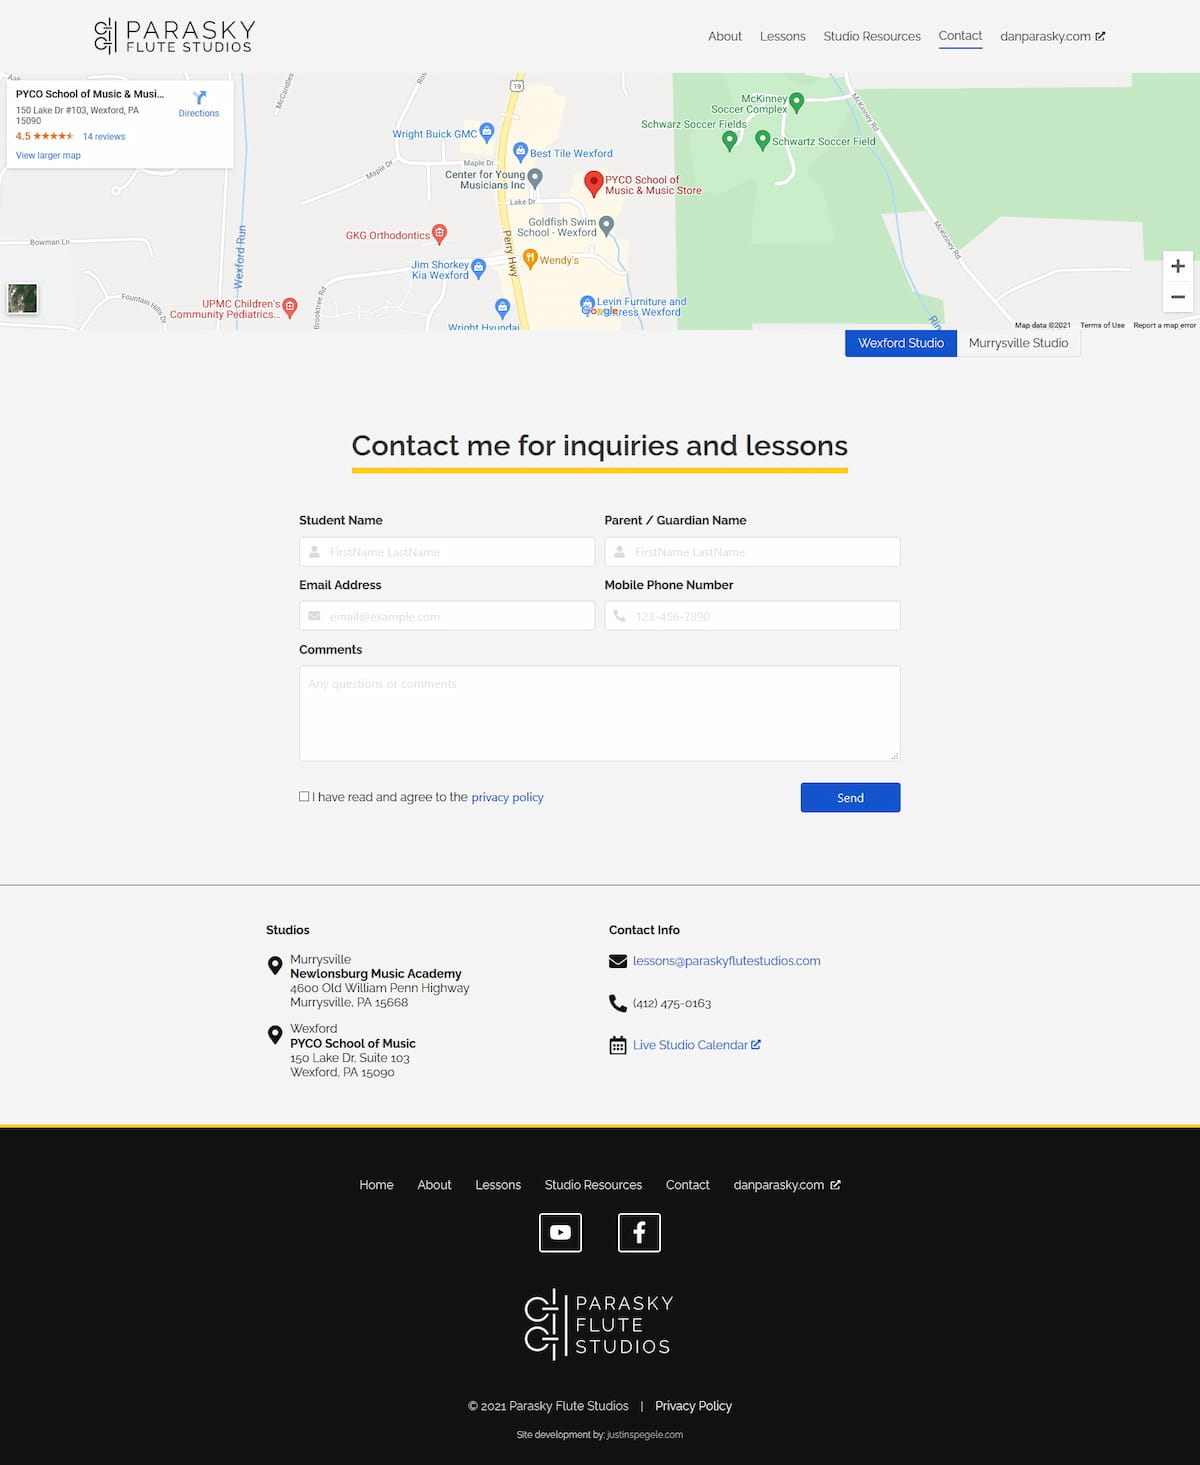 PARASKY
FLUTE STUDIOS
About Lessons Studio Resources Contact danparasky.com
PYCO School of Music & Musi...
150 Lake Dr #103, Wexford, PA
15090
4.5 14 reviews
View larger map
Directions
McCandles
19
Wright Buick GMC
Best Tile Wexford
Maple Dr
Maple Dr
Center for Young
Musicians Inc
Lake Dr
PYCO School of
Music & Music Store
McKinney
Soccer Complex
Schwarz Soccer Fields
Schwartz Soccer Field
McKinney Rd
McKinney Rd
Goldfish Swim
School - Wexford
GKG Orthodontics
Perry Hwy
Wendy's
Jim Shorkey
Kia Wexford
Bowman Ln
Wexford Run
Fountain Hills Dr
UPMC Children's
Community Pediatrics...
Brooktree Rd
Levin Furniture and
Mattress Wexford
Google
Wright Hyundai
Map data ©2021 Terms of Use Report a map error
Wexford Studio Murrysville Studio
Contact me for inquiries and lessons
Student Name Parent / Guardian Name
FirstName LastName FirstName LastName
Email Address Mobile Phone Number
email@example.com 123-456-7890
Comments
Any questions or comments
I have read and agree to the privacy policy
Send
Studios
Murrysville
Newlonsburg Music Academy
4600 Old William Penn Highway
Murrysville, PA 15668
Wexford
PYCO School of Music
150 Lake Dr, Suite 103
Wexford, PA 15090
Contact Info
lessons@paraskyflutestudios.com
(412) 475-0163
Live Studio Calendar
Home About Lessons Studio Resources Contact danparasky.com
PARASKY
FLUTE
STUDIOS
© 2021 Parasky Flute Studios | Privacy Policy
Site development by: justinspegele.com